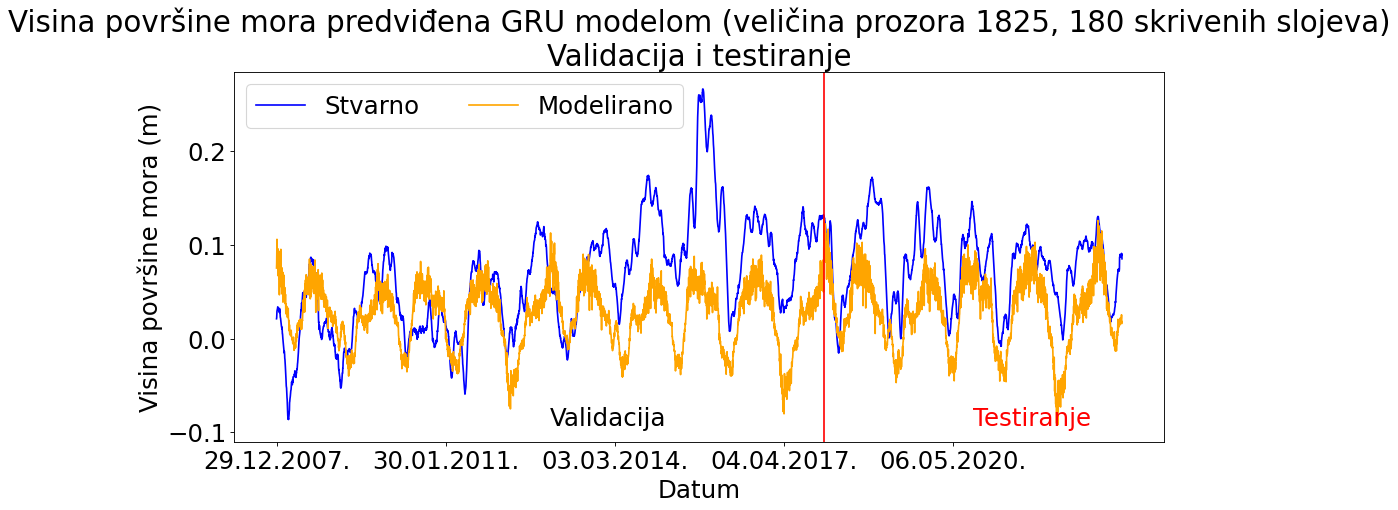 Visina površine mora predviđena GRU modelom (veličina prozora 1825, 180 skrivenih slojeva)
Validacija i testiranje
Stvarno
Modelirano
Visina površine mora (m)
0.2
0.1
0.0
−0.1
Validacija
Testiranje
29.12.2007.
30.01.2011.
03.03.2014.
04.04.2017.
06.05.2020.
Datum